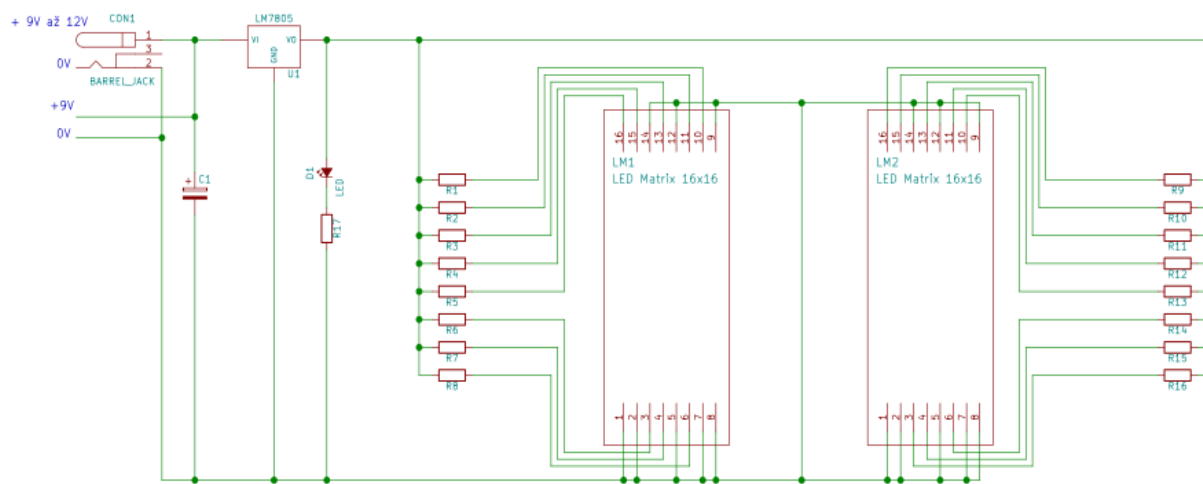 + 9V až 12V
CON1
1
3
2
0V
BARREL_JACK
+9V
0V
+
C1
LM7805
VI
VO
GND
U1
D1
LED
R17
R1
R2
R3
R4
R5
R6
R7
R8
16 15 14 13 12 11 10 9
LM1
LED Matrix 16x16
1 2 3 4 5 6 7 8
16 15 14 13 12 11 10 9
LM2
LED Matrix 16x16
1 2 3 4 5 6 7 8
R9
R10
R11
R12
R13
R14
R15
R16